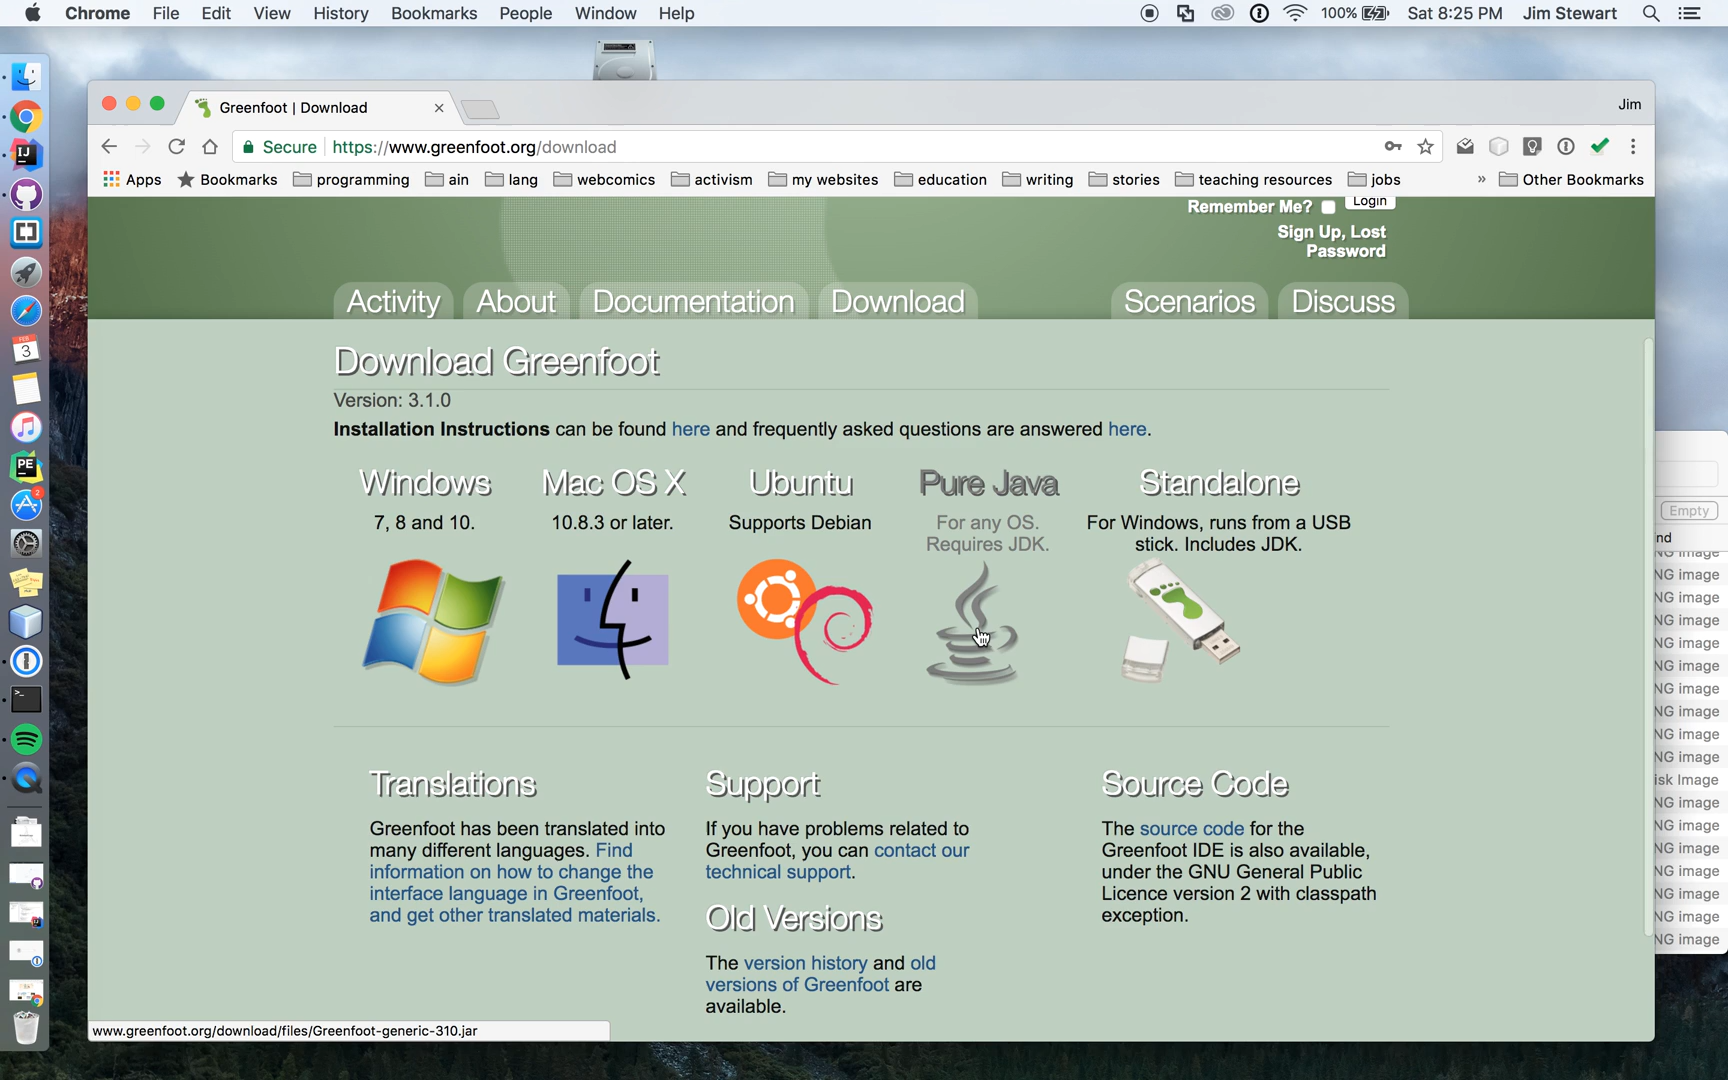 Chrome File Edit View History Bookmarks People Window Help 100% Sat 8:25 PM Jim Stewart
Greenfoot | Download
Jim
Secure https://www.greenfoot.org/download
Apps Bookmarks programming ain lang webcomics activism my websites education writing stories teaching resources jobs » Other Bookmarks
Remember Me? Login
Sign Up, Lost
Password
Activity About Documentation Download Scenarios Discuss
Download Greenfoot
Version: 3.1.0
Installation Instructions can be found here and frequently asked questions are answered here.
Windows Mac OS X Ubuntu Pure Java Standalone
7, 8 and 10. 10.8.3 or later. Supports Debian For any OS. For Windows, runs from a USB
Requires JDK. stick. Includes JDK.
Translations
Greenfoot has been translated into
many different languages. Find
information on how to change the
interface language in Greenfoot,
and get other translated materials.
Support
If you have problems related to
Greenfoot, you can contact our
technical support.
Old Versions
The version history and old
versions of Greenfoot are
available.
Source Code
The source code for the
Greenfoot IDE is also available,
under the GNU General Public
Licence version 2 with classpath
exception.
www.greenfoot.org/download/files/Greenfoot-generic-310.jar
Empty
nd
NG image
NG image
NG image
NG image
NG image
NG image
NG image
NG image
NG image
NG image
isk Image
NG image
NG image
NG image
NG image
NG image
NG image
NG image
FEB
3
IJ
PE
2